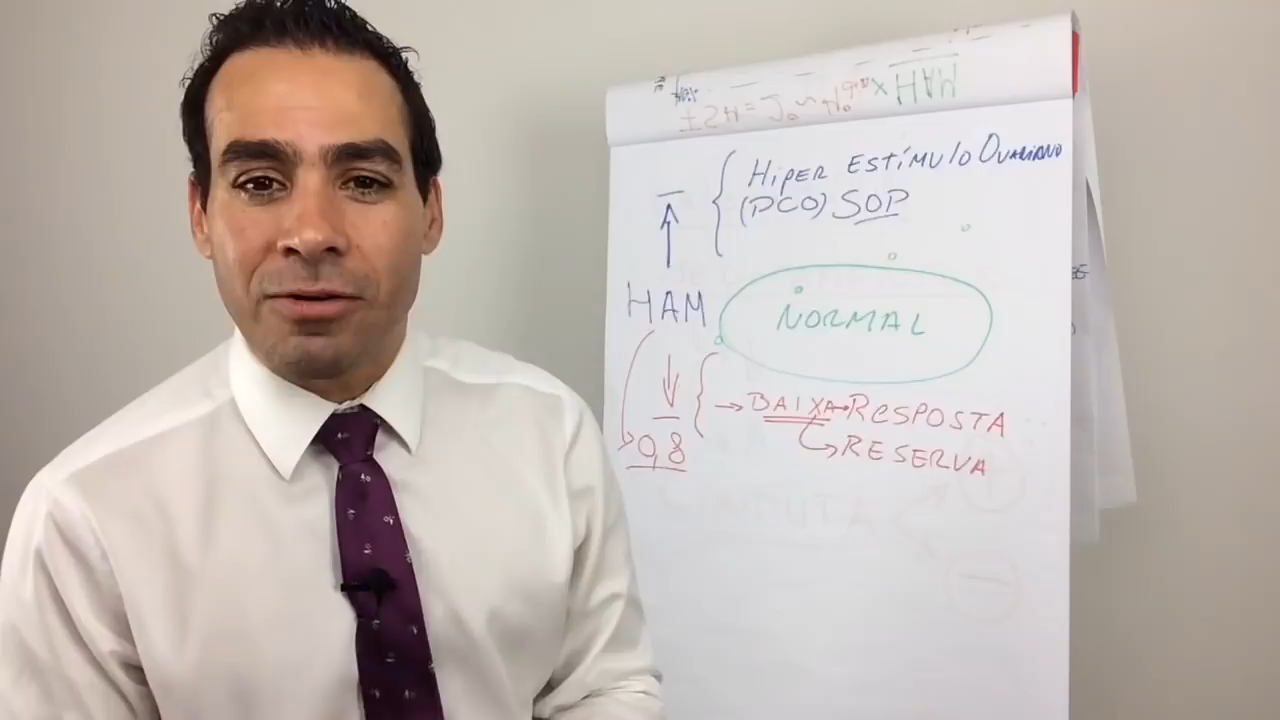 HIPER ESTÍMULO OVARIANO
(PCO) SOP
HAM
NORMAL
→ BAIXA → RESPOSTA
0,8
→ RESERVA